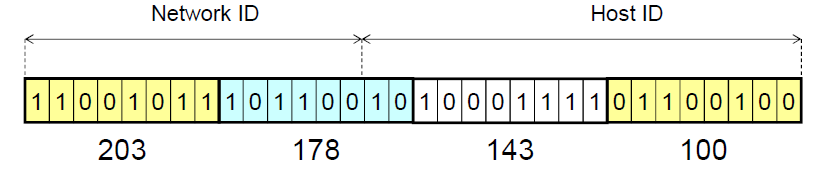 Network ID Host ID
1 1 0 0 1 0 1 1 1 0 1 1 0 0 1 0 1 0 0 0 1 1 1 1 0 1 1 0 0 1 0 0
203 178 143 100